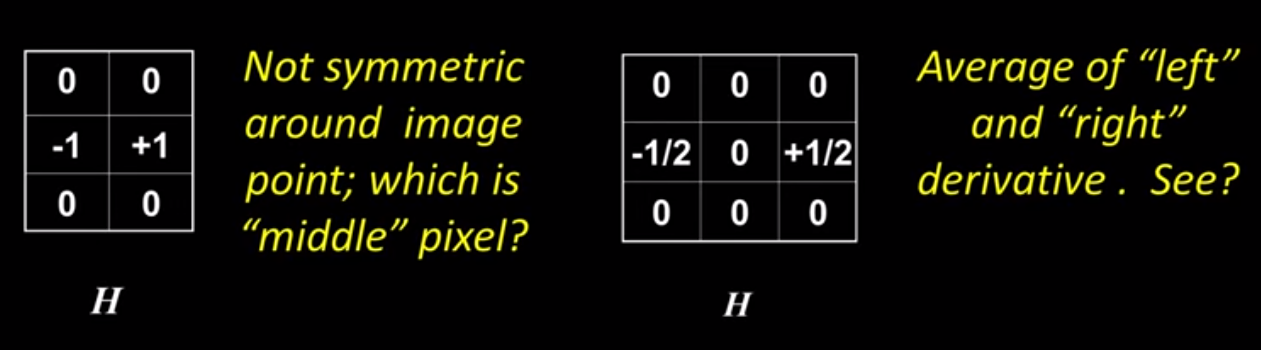 0 0
-1 +1
0 0
H
Not symmetric
around image
point; which is
“middle” pixel?
0 0 0
-1/2 0 +1/2
0 0 0
H
Average of “left”
and “right”
derivative . See?